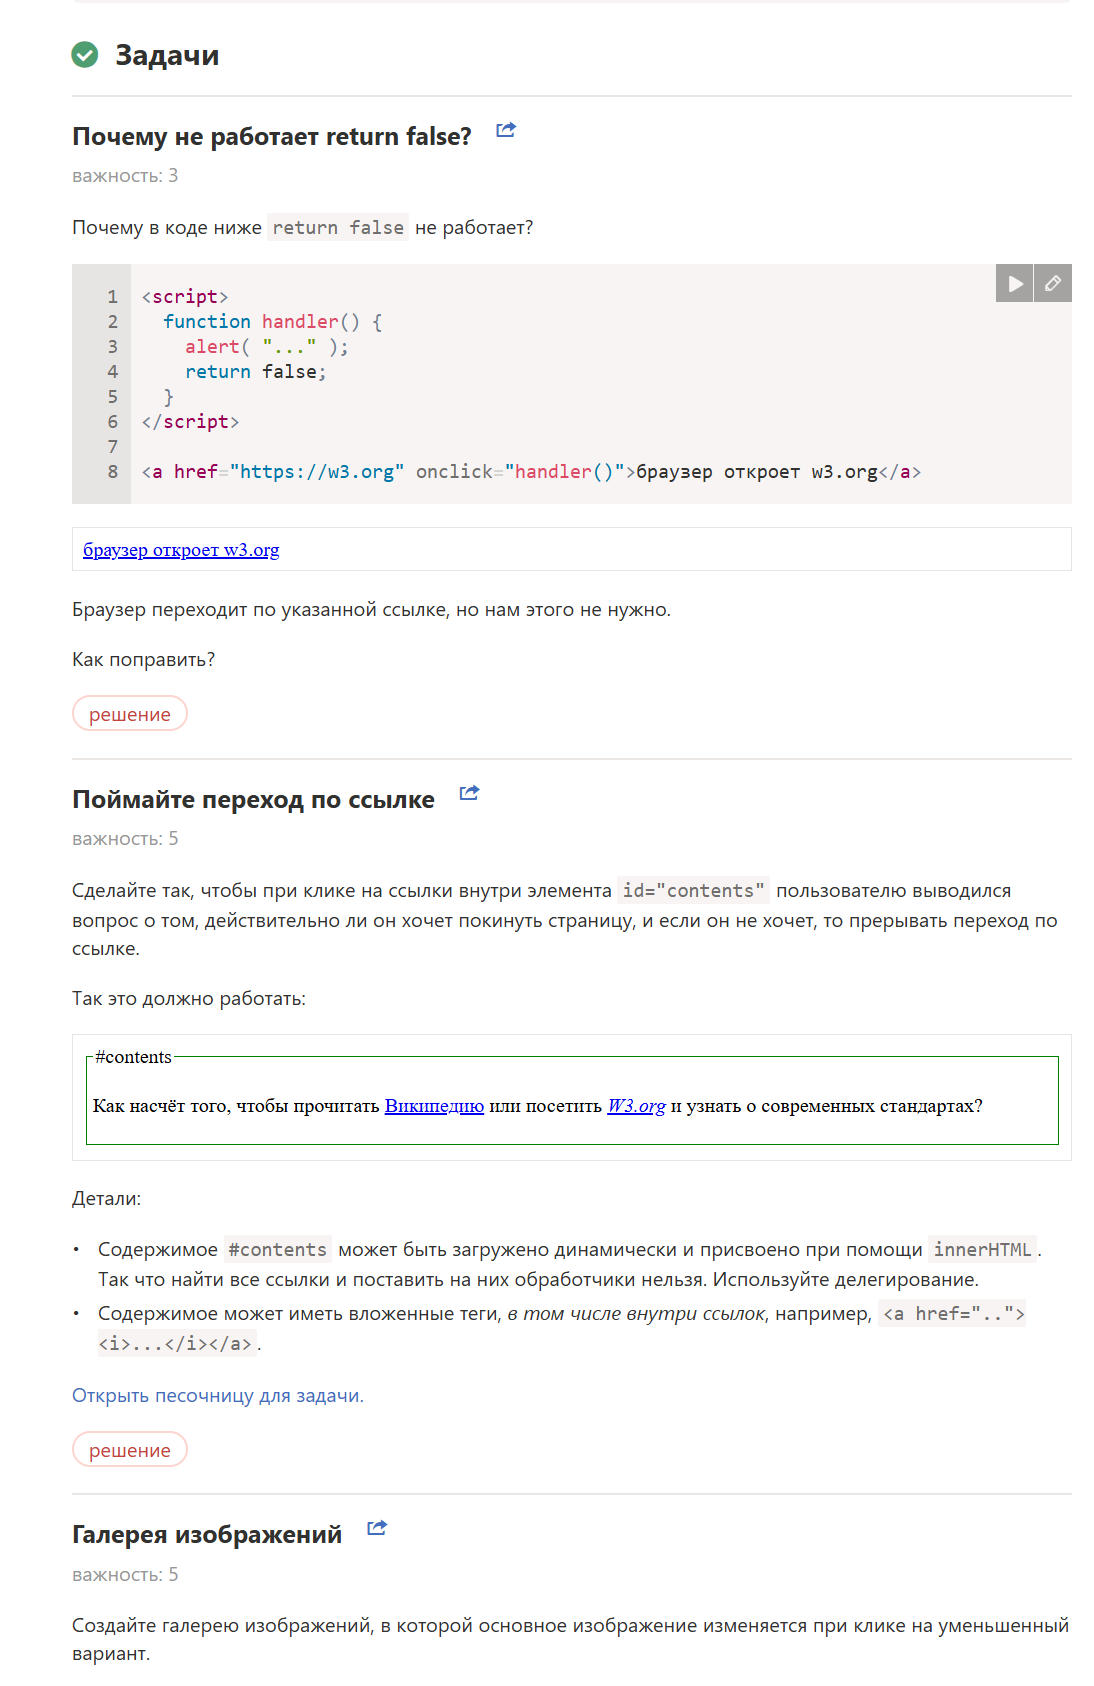 Задачи
Почему не работает return false?
важность: 3
Почему в коде ниже return false не работает?
1 <script>
2 function handler() {
3 alert( "..." );
4 return false;
5 }
6 </script>
7
8 <a href="https://w3.org" onclick="handler()">браузер откроет w3.org</a>
браузер откроет w3.org
Браузер переходит по указанной ссылке, но нам этого не нужно.
Как поправить?
решение
Поймайте переход по ссылке
важность: 5
Сделайте так, чтобы при клике на ссылки внутри элемента id="contents" пользователю выводился
вопрос о том, действительно ли он хочет покинуть страницу, и если он не хочет, то прерывать переход по
ссылке.
Так это должно работать:
#contents
Как насчёт того, чтобы прочитать Википедию или посетить W3.org и узнать о современных стандартах?
Детали:
• Содержимое #contents может быть загружено динамически и присвоено при помощи innerHTML.
Так что найти все ссылки и поставить на них обработчики нельзя. Используйте делегирование.
• Содержимое может иметь вложенные теги, в том числе внутри ссылок, например, <a href="..">
<i>...</i></a>.
Открыть песочницу для задачи.
решение
Галерея изображений
важность: 5
Создайте галерею изображений, в которой основное изображение изменяется при клике на уменьшенный
вариант.